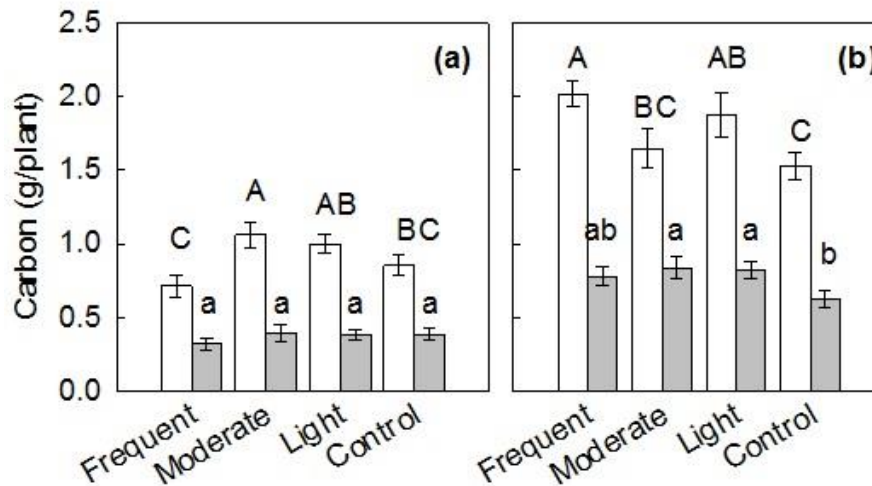 2.5
2.0
1.5
1.0
0.5
0.0
Carbon (g/plant)
(a)
C
A
AB
BC
a
a
a
a
Frequent
Moderate
Light
Control
(b)
A
BC
AB
C
ab
a
a
b
Frequent
Moderate
Light
Control